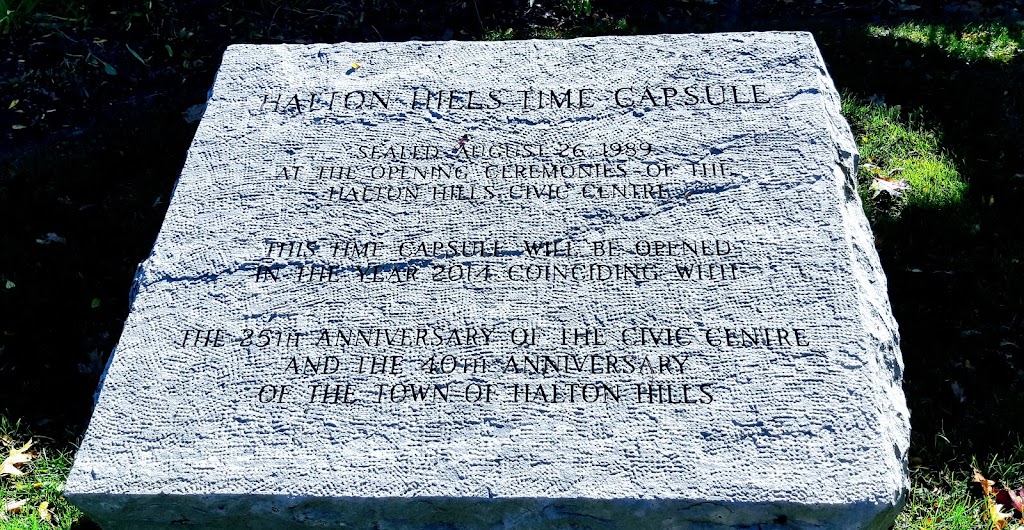 HALTON HILLS TIME CAPSULE
SEALED AUGUST 26, 1989
AT THE OPENING CEREMONIES OF THE
HALTON HILLS CIVIC CENTRE
THIS TIME CAPSULE WILL BE OPENED
IN THE YEAR 2014 COINCIDING WITH
THE 25TH ANNIVERSARY OF THE CIVIC CENTRE
AND THE 40TH ANNIVERSARY
OF THE TOWN OF HALTON HILLS